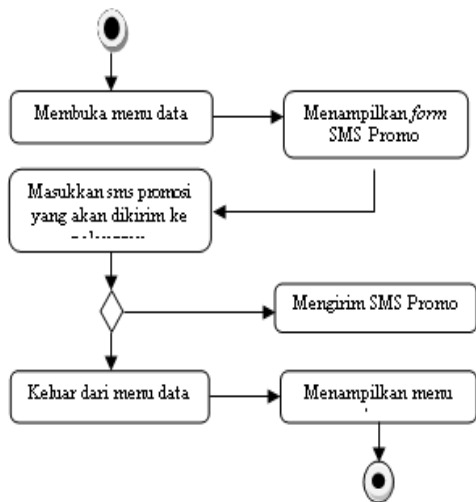 Membuka menu data
Menampilkan form
SMS Promo
Masukkan sms promosi
yang akan dikirim ke
Mengirim SMS Promo
Keluar dari menu data
Menampilkan menu